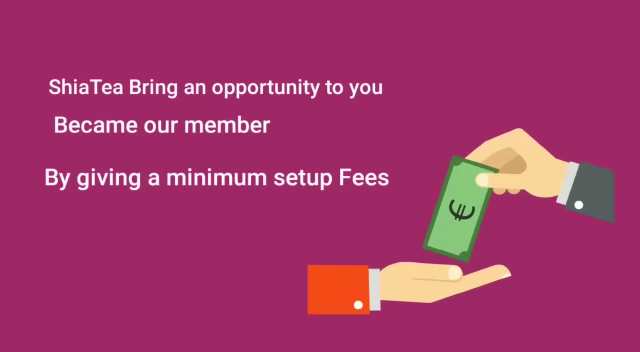 ShiaTea Bring an opportunity to you
Became our member
By giving a minimum setup Fees
€